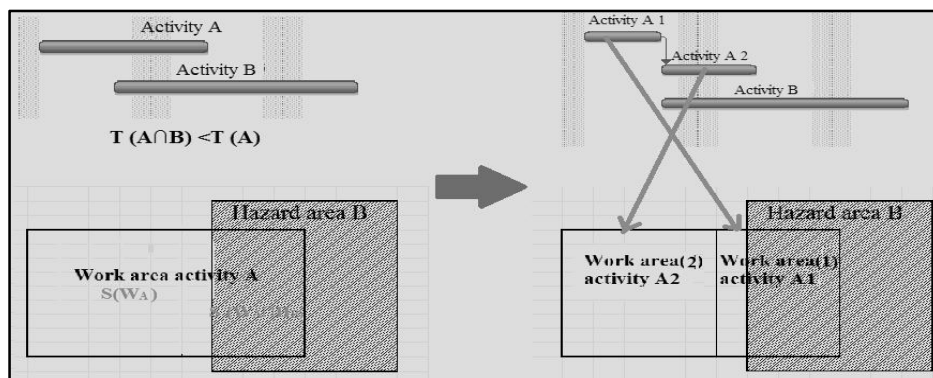 Activity A
Activity B
T (A∩B) <T (A)
Hazard area B
Work area activity A
S(WA)
Activity A 1
Activity A 2
Activity B
Hazard area B
Work area(2)
activity A2
Work area(1)
activity A1